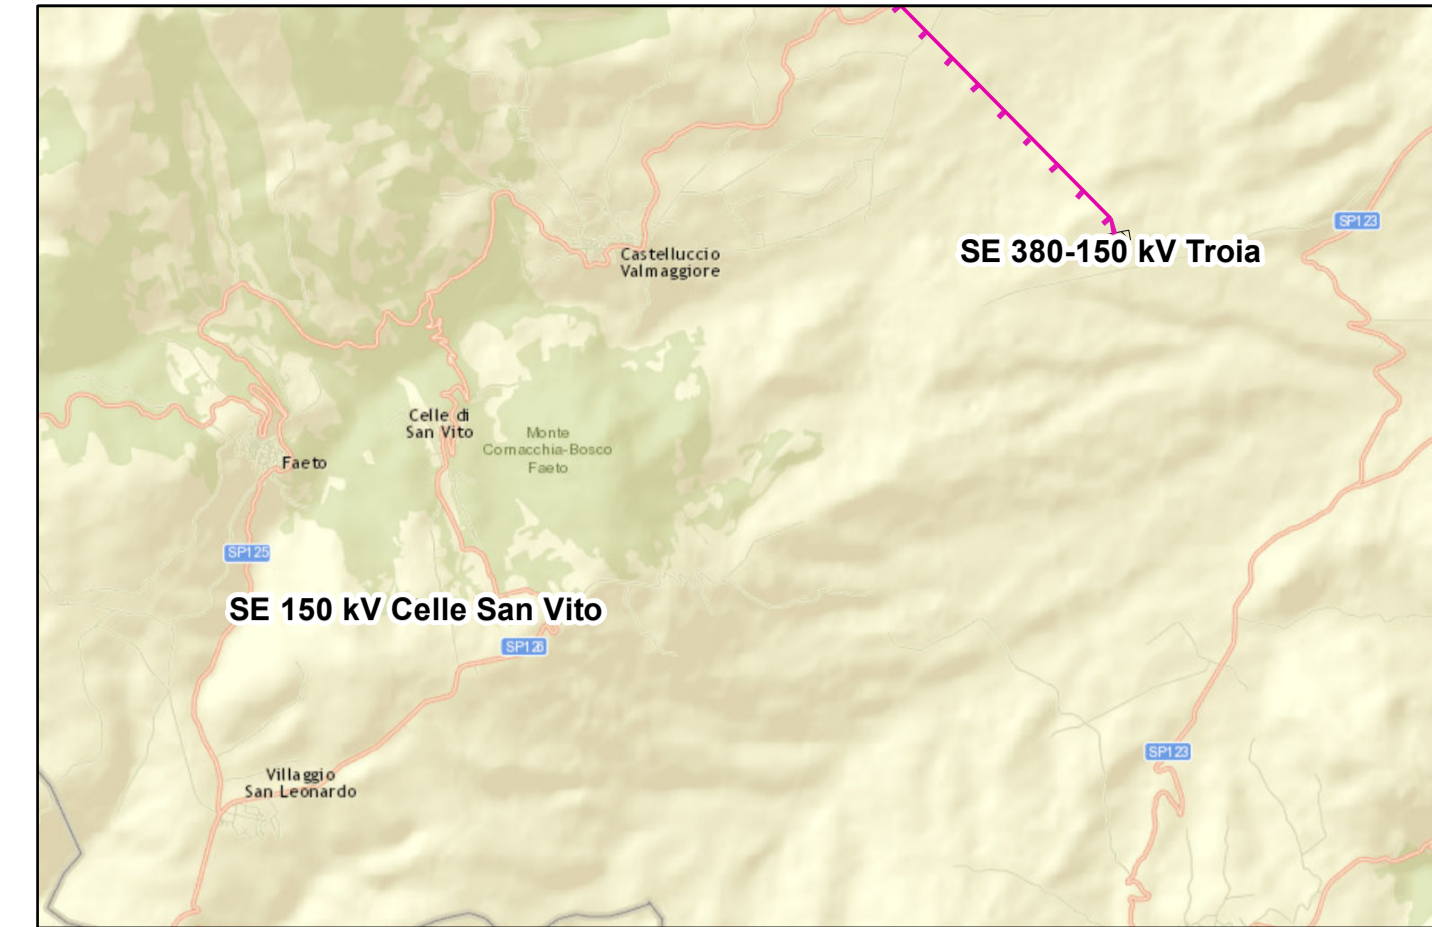 SP123
Castelluccio
Valmaggiore
SE 380-150 kV Troia
Celle di
San Vito
Monte
Cornacchia-Bosco
Faeto
Faeto
SP125
SE 150 kV Celle San Vito
SP126
SP123
Villaggio
San Leonardo